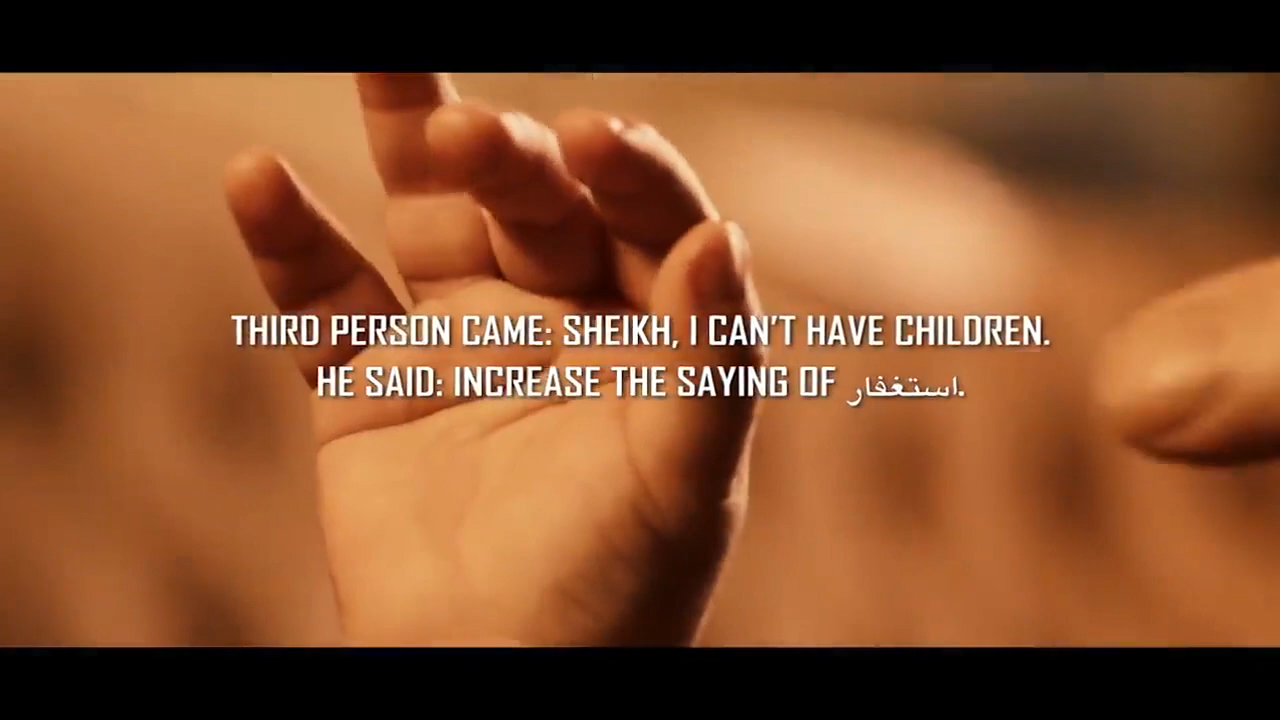 THIRD PERSON CAME: SHEIKH, I CAN'T HAVE CHILDREN.
HE SAID: INCREASE THE SAYING OF استغفار.